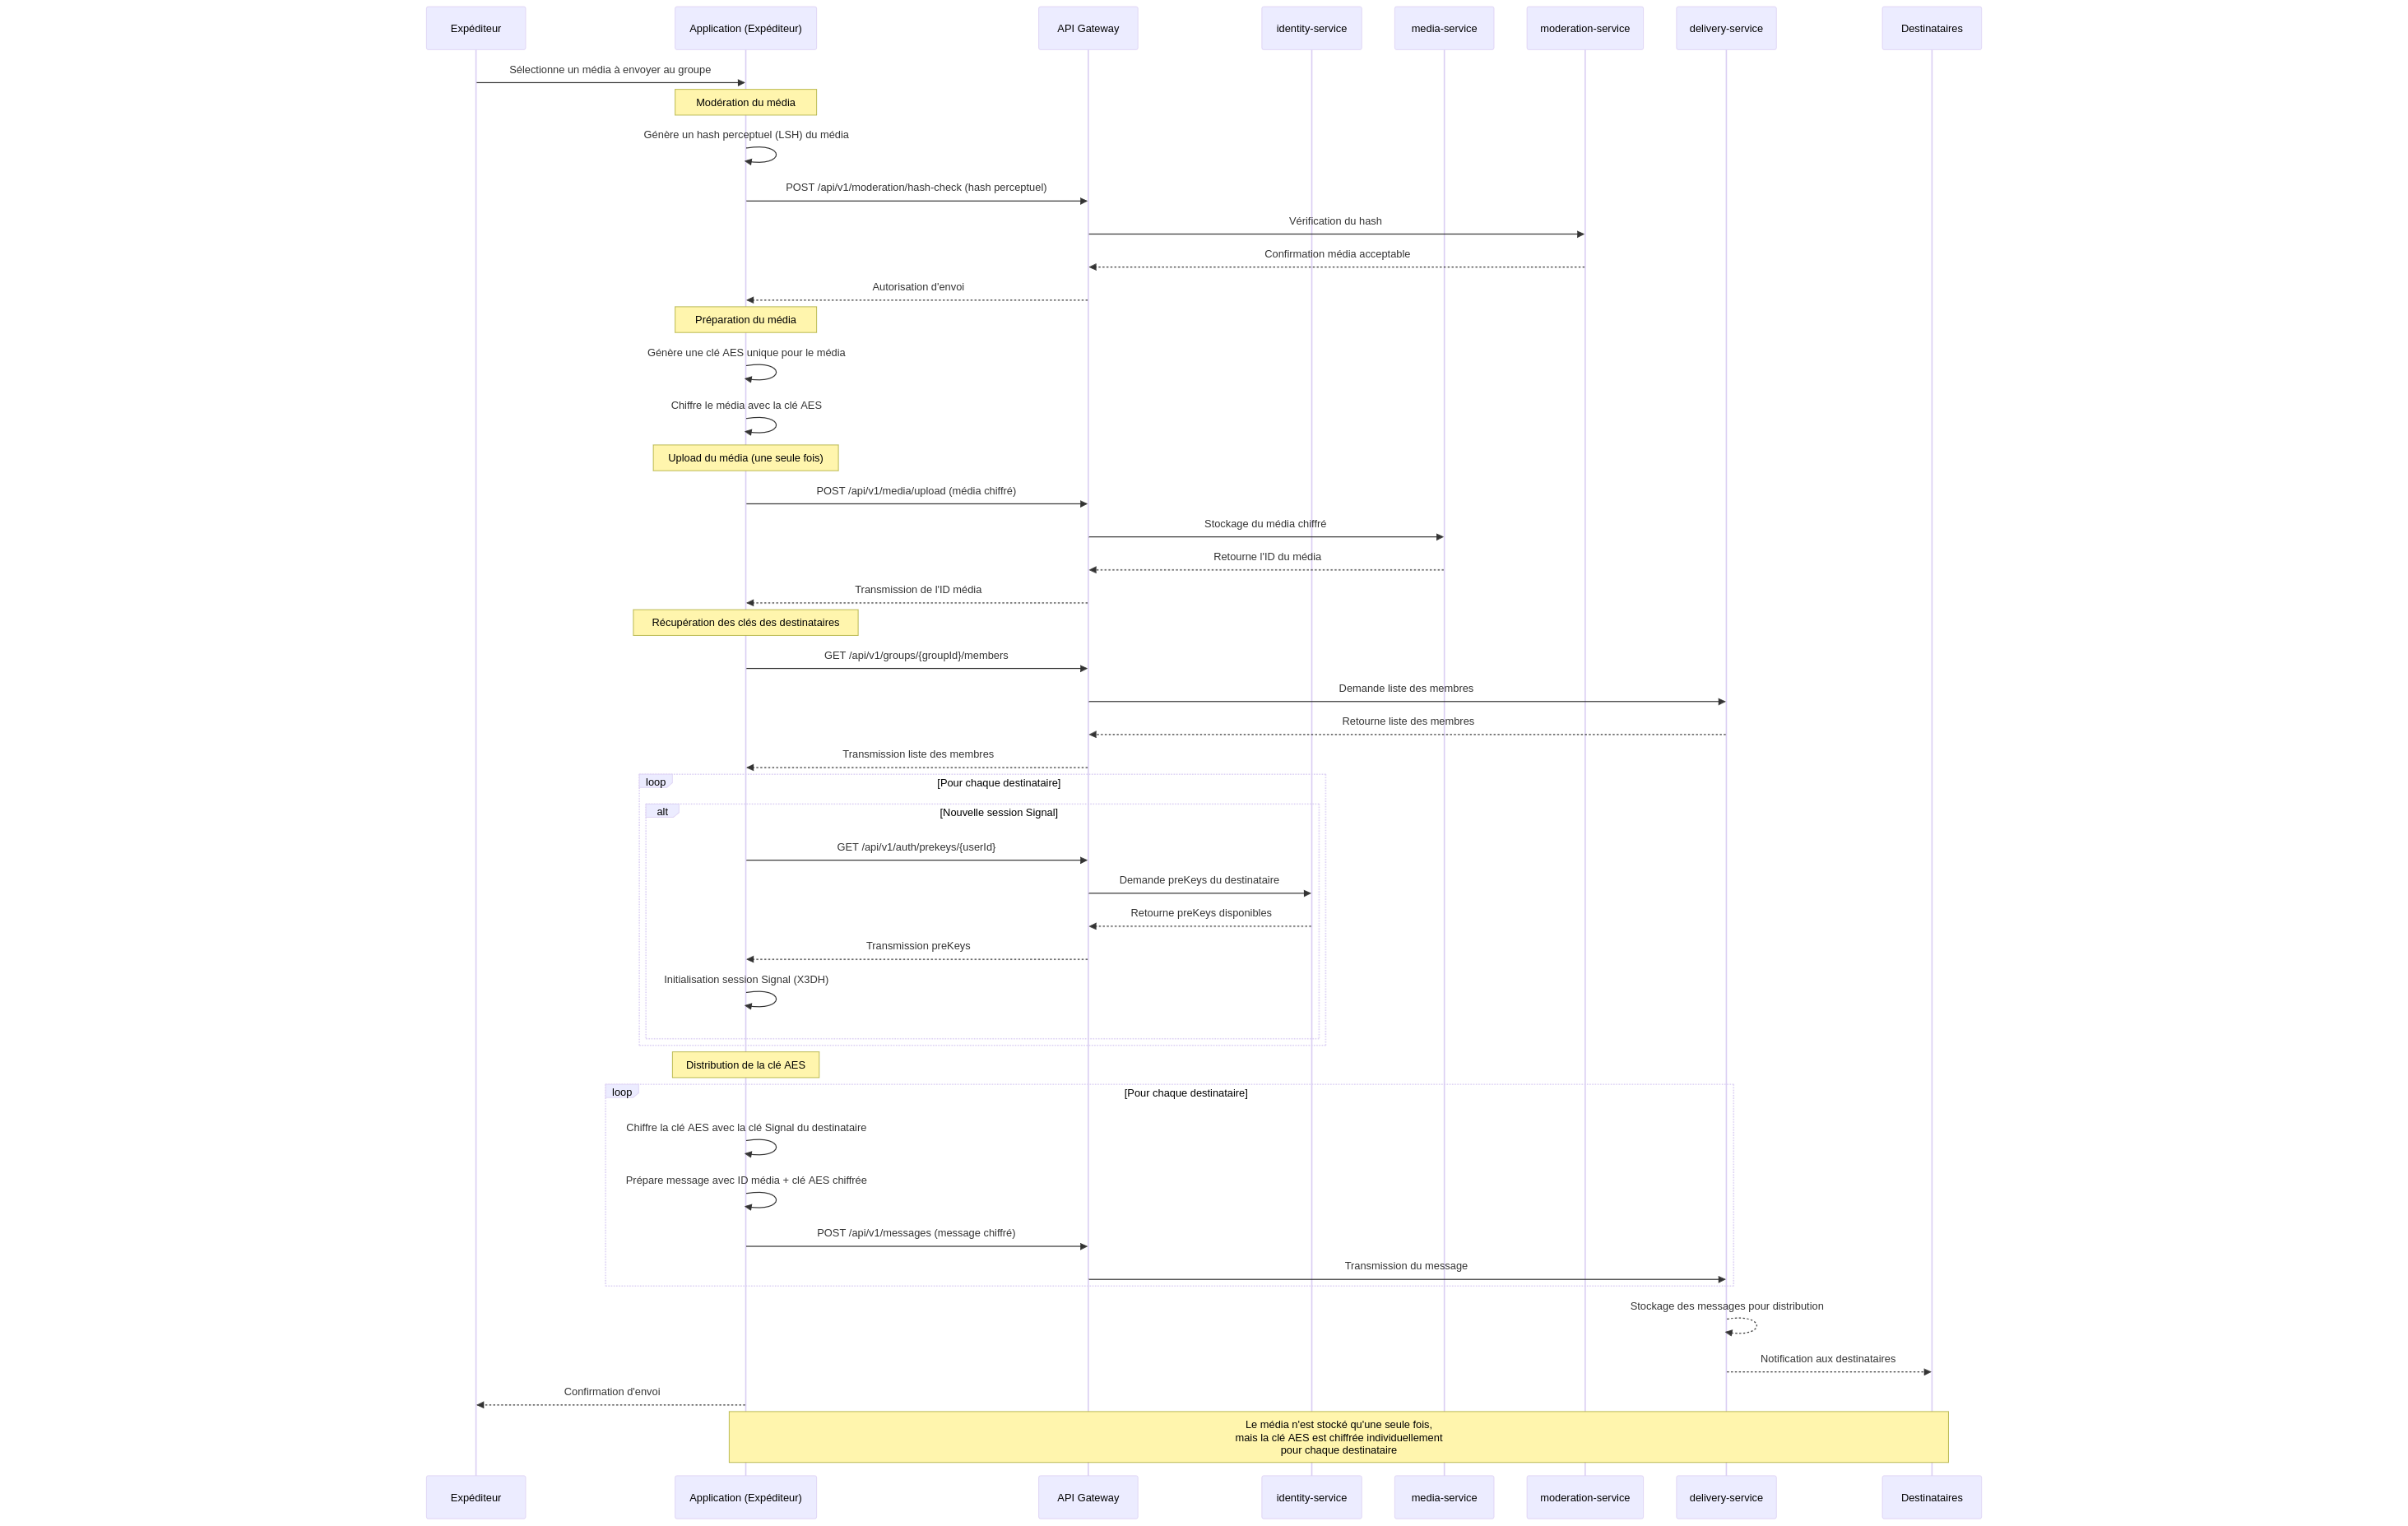 Expéditeur
Application (Expéditeur)
API Gateway
identity-service
media-service
moderation-service
delivery-service
Destinataires
Sélectionne un média à envoyer au groupe
Modération du média
Génère un hash perceptuel (LSH) du média
POST /api/v1/moderation/hash-check (hash perceptuel)
Vérification du hash
Confirmation média acceptable
Autorisation d'envoi
Préparation du média
Génère une clé AES unique pour le média
Chiffre le média avec la clé AES
Upload du média (une seule fois)
POST /api/v1/media/upload (média chiffré)
Stockage du média chiffré
Retourne l'ID du média
Transmission de l'ID média
Récupération des clés des destinataires
GET /api/v1/groups/{groupId}/members
Demande liste des membres
Retourne liste des membres
Transmission liste des membres
loop
[Pour chaque destinataire]
alt
[Nouvelle session Signal]
GET /api/v1/auth/prekeys/{userId}
Demande preKeys du destinataire
Retourne preKeys disponibles
Transmission preKeys
Initialisation session Signal (X3DH)
Distribution de la clé AES
loop
[Pour chaque destinataire]
Chiffre la clé AES avec la clé Signal du destinataire
Prépare message avec ID média + clé AES chiffrée
POST /api/v1/messages (message chiffré)
Transmission du message
Stockage des messages pour distribution
Notification aux destinataires
Confirmation d'envoi
Le média n'est stocké qu'une seule fois,
mais la clé AES est chiffrée individuellement
pour chaque destinataire
Expéditeur
Application (Expéditeur)
API Gateway
identity-service
media-service
moderation-service
delivery-service
Destinataires